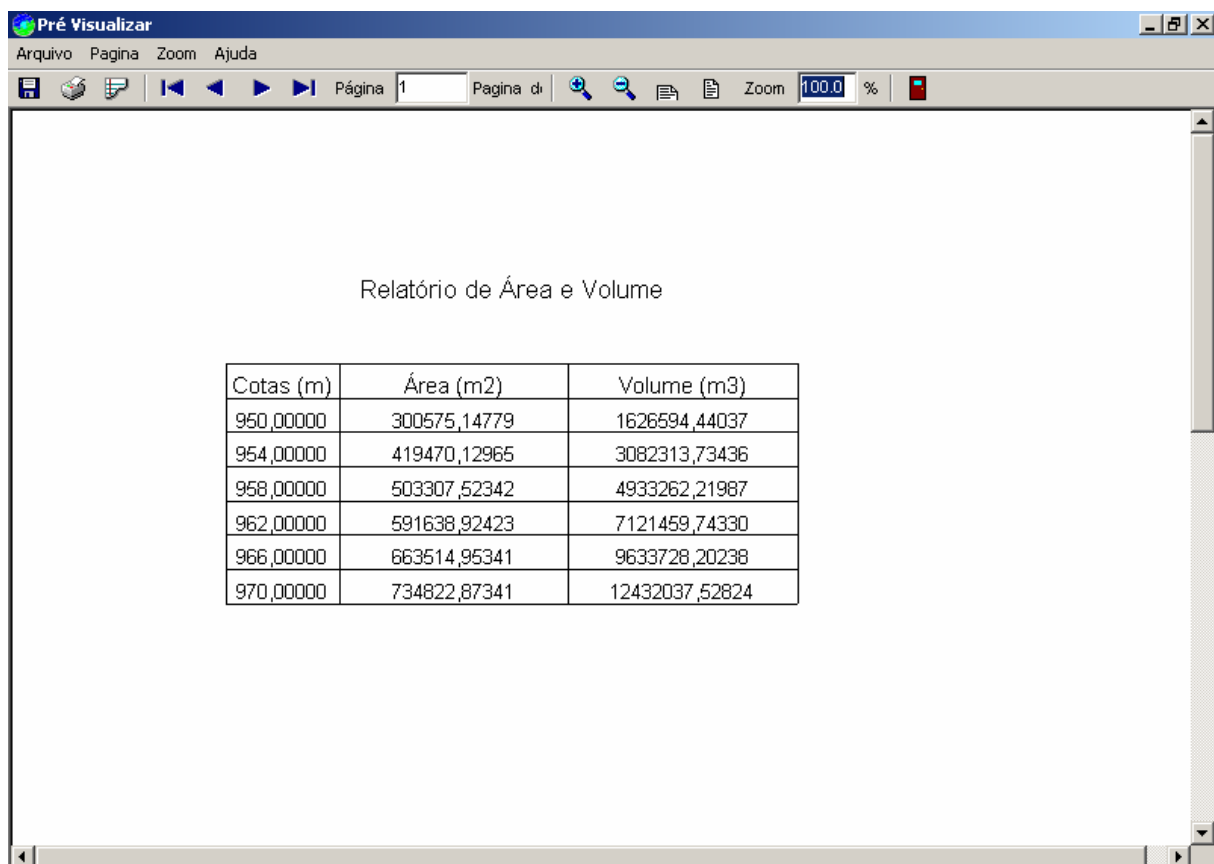 Pré Visualizar
Arquivo Pagina Zoom Ajuda
Página 1 Pagina d Zoom 100.0 %
Relatório de Área e Volume
Cotas (m) Área (m2) Volume (m3)
950,00000 300575,14779 1626594,44037
954,00000 419470,12965 3082313,73436
958,00000 503307,52342 4933262,21987
962,00000 591638,92423 7121459,74330
966,00000 663514,95341 9633728,20238
970,00000 734822,87341 12432037,52824